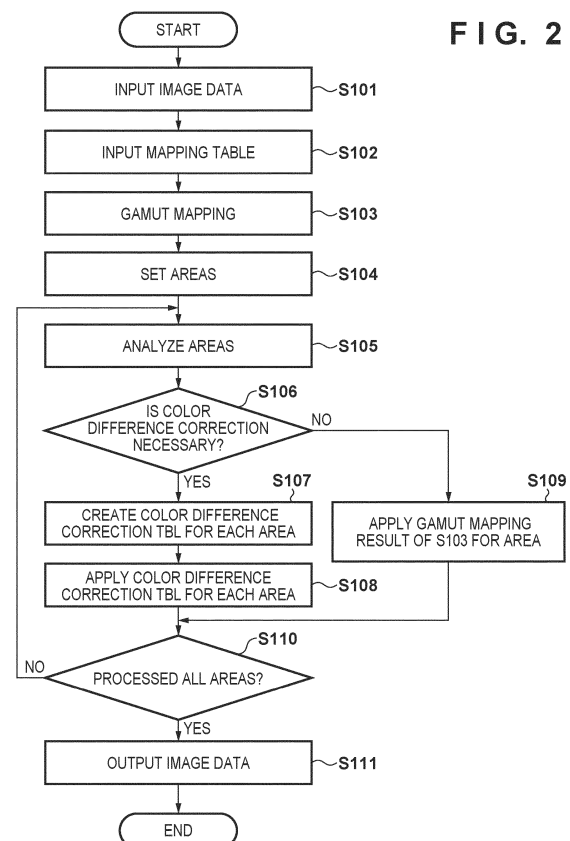 FIG. 2
START
INPUT IMAGE DATA
S101
INPUT MAPPING TABLE
S102
GAMUT MAPPING
S103
SET AREAS
S104
ANALYZE AREAS
S105
S106
IS COLOR
DIFFERENCE CORRECTION
NECESSARY?
NO
YES
S107
CREATE COLOR DIFFERENCE
CORRECTION TBL FOR EACH AREA
S109
APPLY GAMUT MAPPING
RESULT OF S103 FOR AREA
APPLY COLOR DIFFERENCE
CORRECTION TBL FOR EACH AREA
S108
S110
PROCESSED ALL AREAS?
NO
YES
OUTPUT IMAGE DATA
S111
END